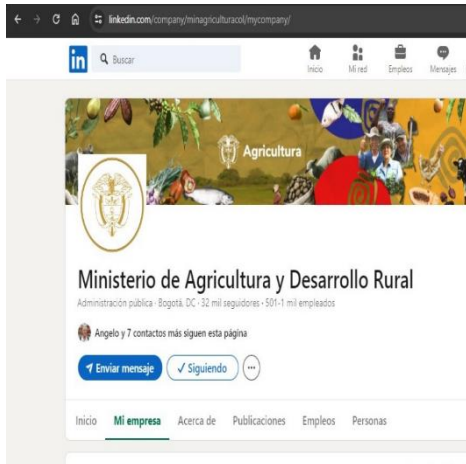 linkedin.com/company/minagriculturacol/mycompany/
in
Buscar
Inicio
Mi red
Empleos
Mensajes
Agricultura
Ministerio de Agricultura y Desarrollo Rural
Administración pública · Bogotá, DC · 32 mil seguidores · 501-1 mil empleados
Angelo y 7 contactos más siguen esta página
Enviar mensaje
Siguiendo
Inicio
Mi empresa
Acerca de
Publicaciones
Empleos
Personas